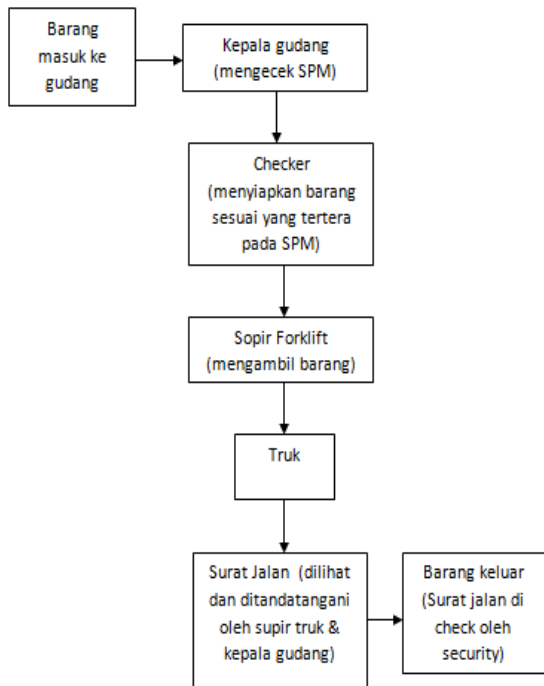 Barang
masuk ke
gudang
Kepala gudang
(mengecek SPM)
Checker
(menyiapkan barang
sesuai yang tertera
pada SPM)
Sopir Forklift
(mengambil barang)
Truk
Surat Jalan (dilihat
dan ditandatangani
oleh supir truk &
kepala gudang)
Barang keluar
(Surat jalan di
check oleh
security)